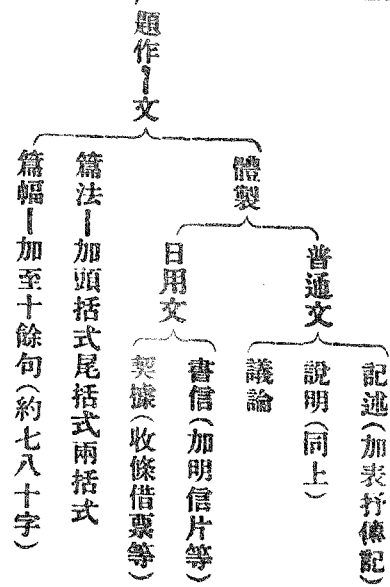 題作—文
體製
普通文
記述(加表抒傳記)
說明(同上)
議論
日用文
書信(加明信片等)
契據(收條借票等)
篇法—加頭括式尾括式兩括式
篇幅—加至十餘句(約七八十字)